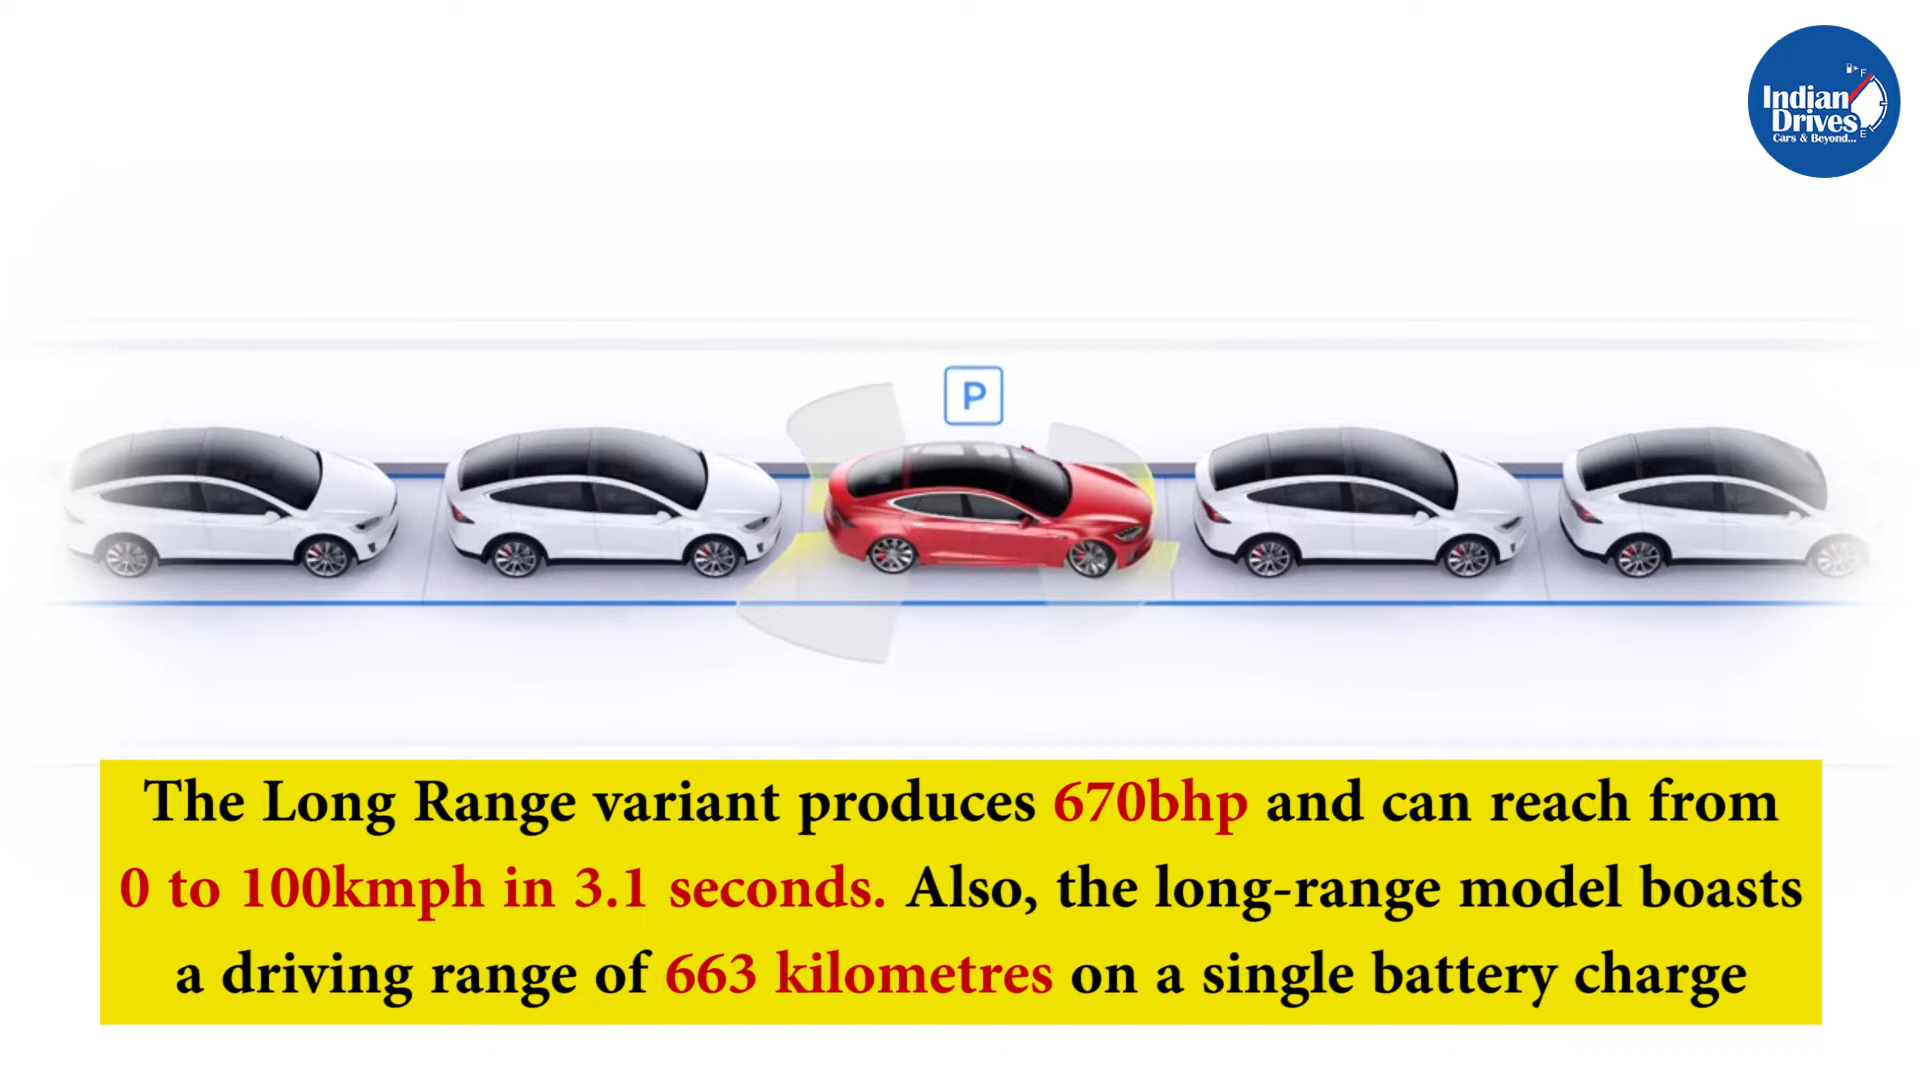 F
Indian
Drives
E
Cars & Beyond...
P
The Long Range variant produces 670bhp and can reach from
0 to 100kmph in 3.1 seconds. Also, the long-range model boasts
a driving range of 663 kilometres on a single battery charge